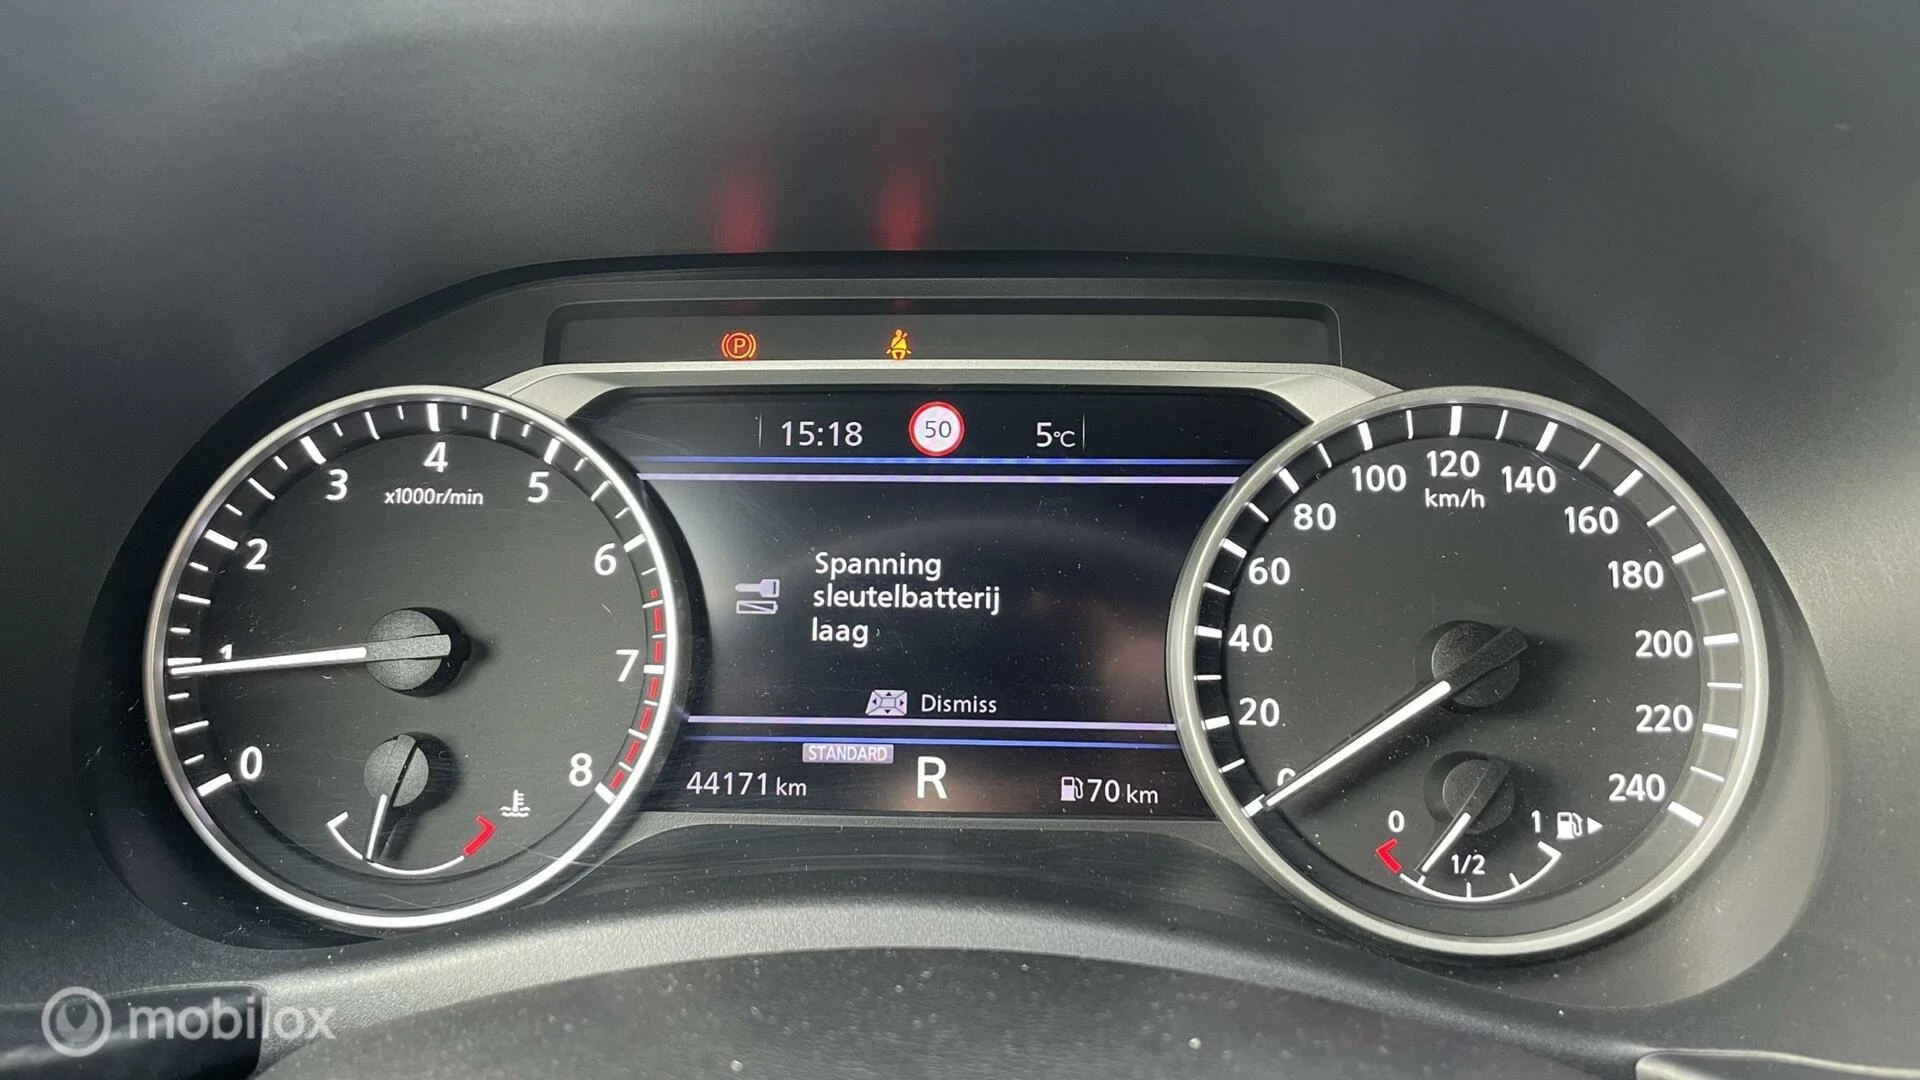 15:18 50 5°C
0 1 2 3 4 5 6 7 8
x1000r/min
Spanning
sleutelbatterij
laag
Dismiss
STANDARD
44171 km R 70 km
0 20 40 60 80 100 120 140 160 180 200 220 240
km/h
0 1/2 1
P
mobilox